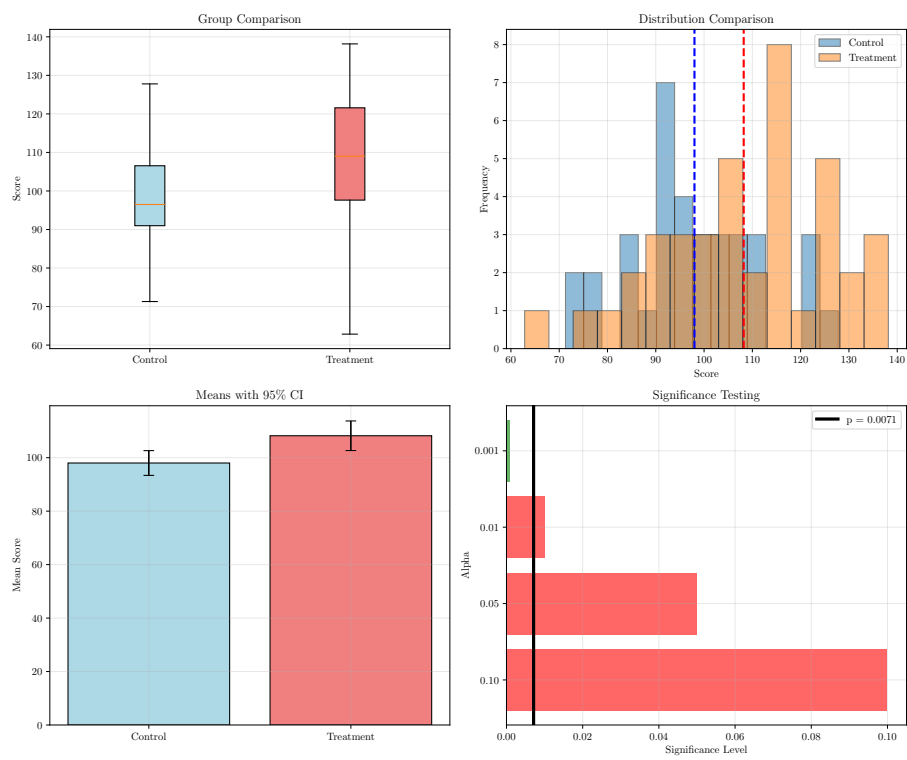 Group Comparison
140
130
120
110
100
90
80
70
60
Score
Control
Treatment
Distribution Comparison
Control
Treatment
8
7
6
5
4
3
2
1
0
Frequency
60
70
80
90
100
110
120
130
140
Score
Means with 95% CI
100
80
60
40
20
0
Mean Score
Control
Treatment
Significance Testing
p = 0.0071
0.001
0.01
0.05
0.10
Alpha
0.00
0.02
0.04
0.06
0.08
0.10
Significance Level